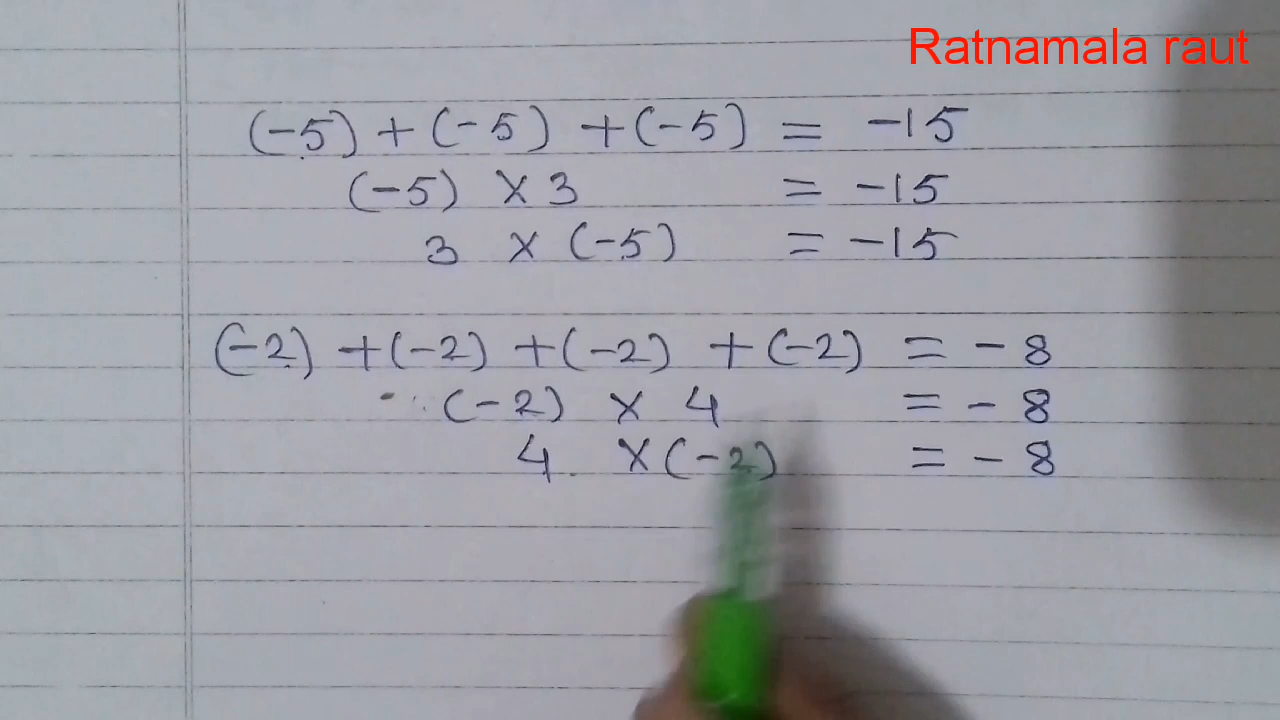 Ratnamala raut
(-5) + (-5) + (-5) = -15
(-5) × 3 = -15
3 × (-5) = -15
(-2) + (-2) + (-2) + (-2) = - 8
(-2) × 4 = - 8
4 × (-2) = - 8